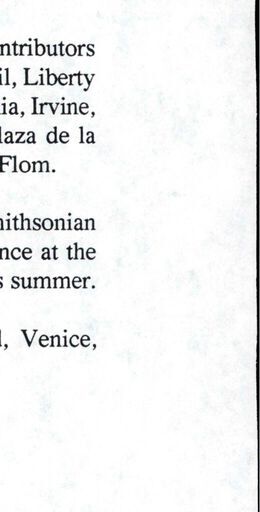 ntributors
il, Liberty
ia, Irvine,
laza de la
Flom.
nithsonian
nce at the
s summer.
l, Venice,